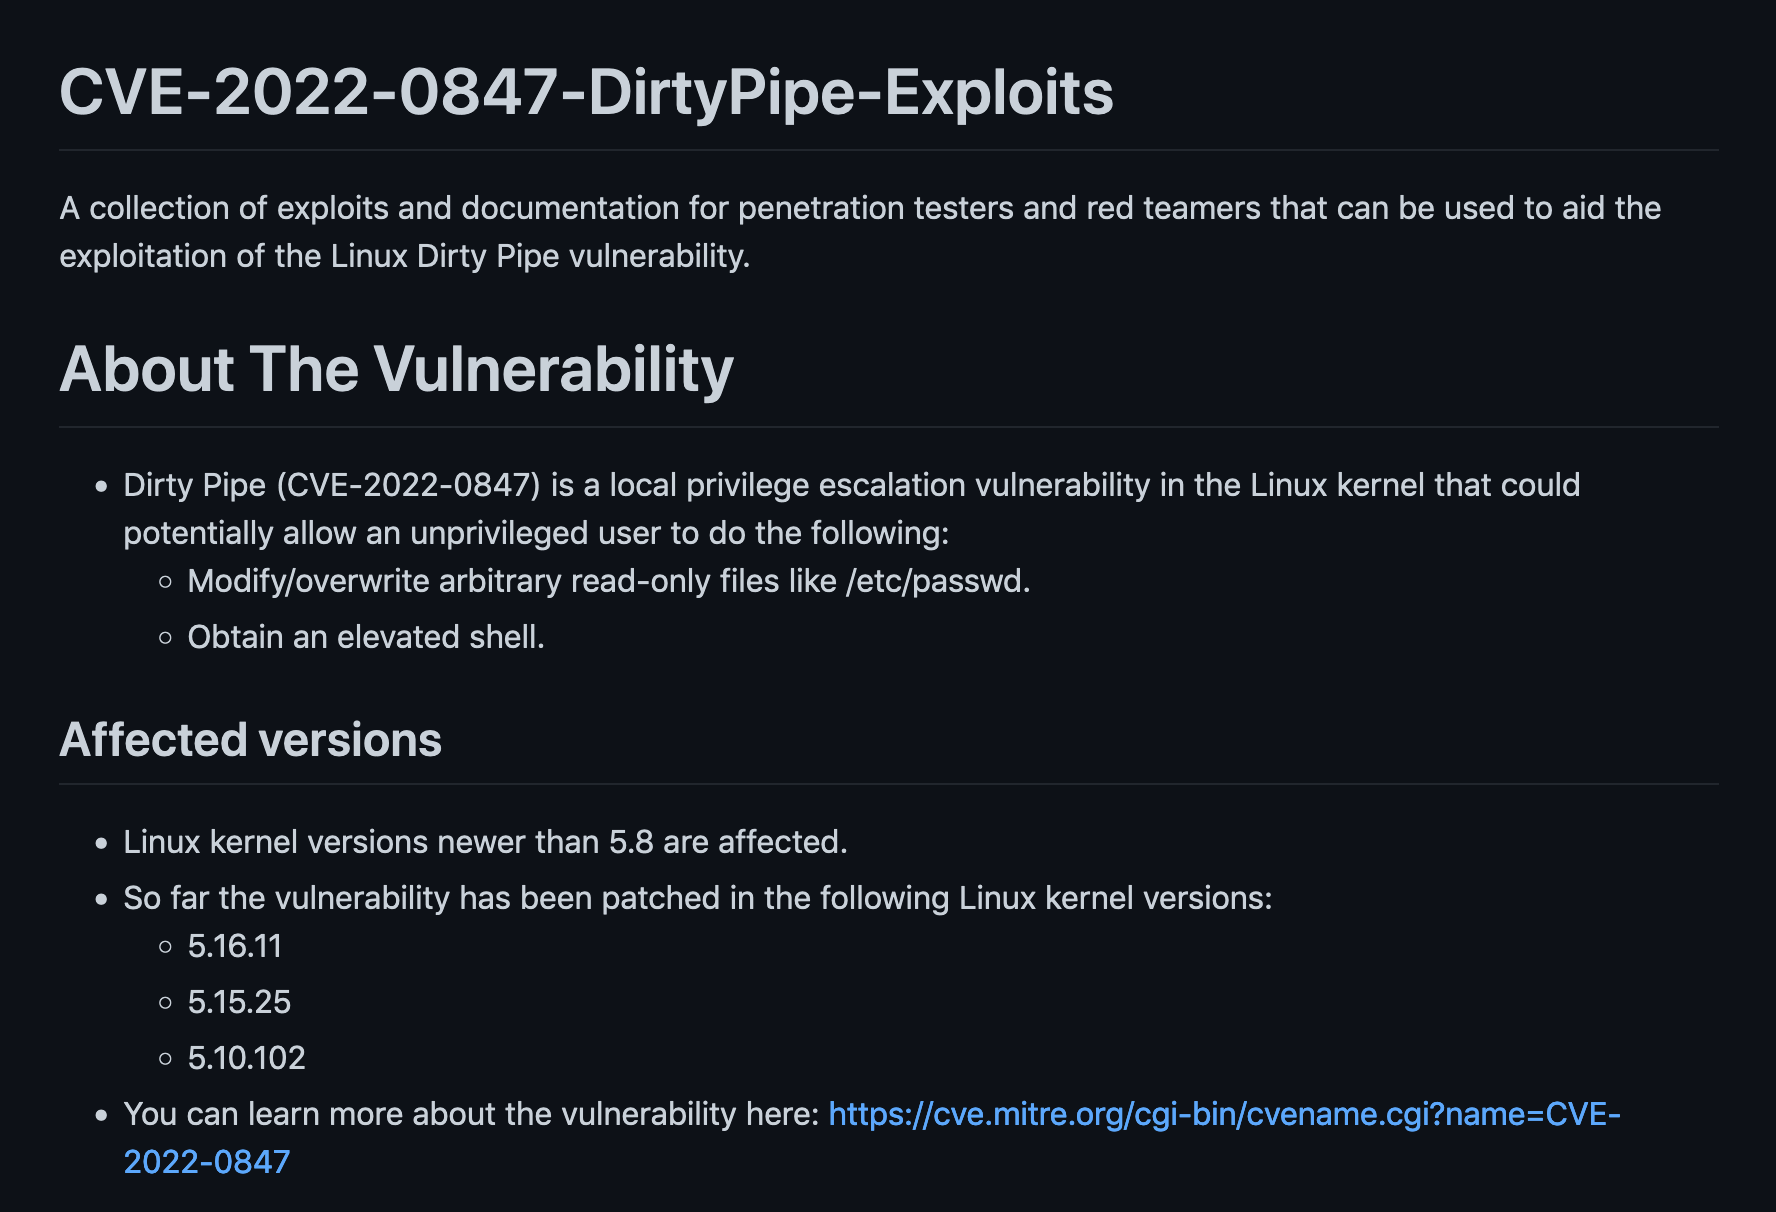 CVE-2022-0847-DirtyPipe-Exploits
A collection of exploits and documentation for penetration testers and red teamers that can be used to aid the
exploitation of the Linux Dirty Pipe vulnerability.
About The Vulnerability
Dirty Pipe (CVE-2022-0847) is a local privilege escalation vulnerability in the Linux kernel that could
potentially allow an unprivileged user to do the following:
Modify/overwrite arbitrary read-only files like /etc/passwd.
Obtain an elevated shell.
Affected versions
Linux kernel versions newer than 5.8 are affected.
So far the vulnerability has been patched in the following Linux kernel versions:
5.16.11
5.15.25
5.10.102
You can learn more about the vulnerability here: https://cve.mitre.org/cgi-bin/cvename.cgi?name=CVE-
2022-0847